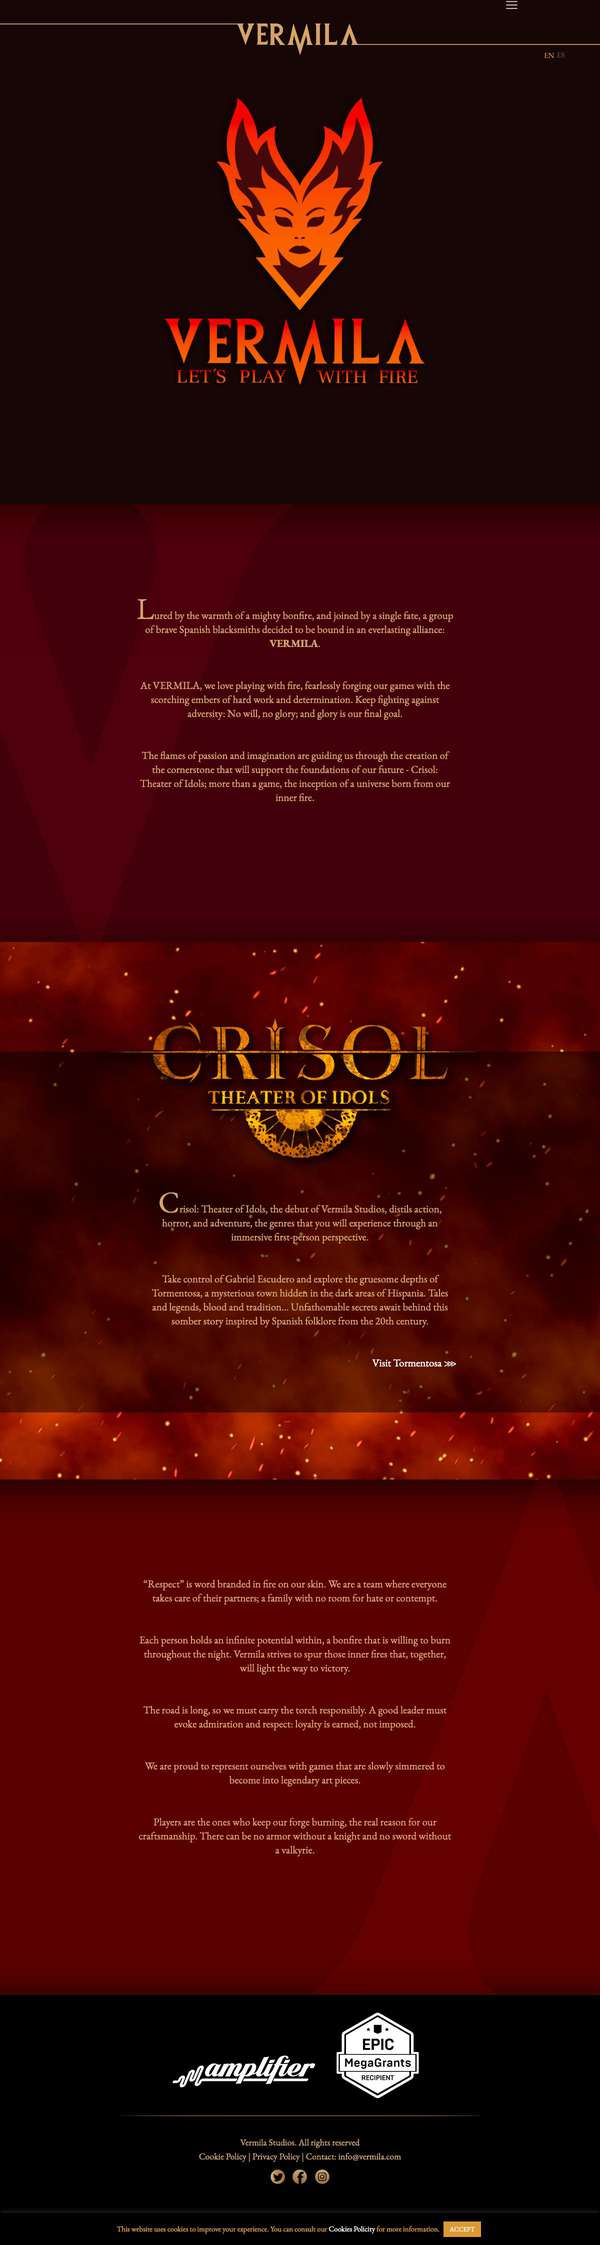 VERMILA
EN ES
VERMILA
LET'S PLAY WITH FIRE
Lured by the warmth of a mighty bonfire, and joined by a single fate, a group
of brave Spanish blacksmiths decided to be bound in an everlasting alliance:
VERMILA.
At VERMILA, we love playing with fire, fearlessly forging our games with the
scorching embers of hard work and determination. Keep fighting against
adversity: No will, no glory; and glory is our final goal.
The flames of passion and imagination are guiding us through the creation of
the cornerstone that will support the foundations of our future - Crisol:
Theater of Idols; more than a game, the inception of a universe born from our
inner fire.
CRISOL
THEATER OF IDOLS
Crisol: Theater of Idols, the debut of Vermila Studios, distils action,
horror, and adventure, the genres that you will experience through an
immersive first-person perspective.
Take control of Gabriel Escudero and explore the gruesome depths of
Tormentosa, a mysterious town hidden in the dark areas of Hispania. Tales
and legends, blood and tradition... Unfathomable secrets await behind this
somber story inspired by Spanish folklore from the 20th century.
Visit Tormentosa ⋙
“Respect” is word branded in fire on our skin. We are a team where everyone
takes care of their partners; a family with no room for hate or contempt.
Each person holds an infinite potential within, a bonfire that is willing to burn
throughout the night. Vermila strives to spur those inner fires that, together,
will light the way to victory.
The road is long, so we must carry the torch responsibly. A good leader must
evoke admiration and respect: loyalty is earned, not imposed.
We are proud to represent ourselves with games that are slowly simmered to
become into legendary art pieces.
Players are the ones who keep our forge burning, the real reason for our
craftsmanship. There can be no armor without a knight and no sword without
a valkyrie.
amplifier
EPIC
MegaGrants
RECIPIENT
Vermila Studios. All rights reserved
Cookie Policy | Privacy Policy | Contact: info@vermila.com
This website uses cookies to improve your experience. You can consult our Cookies Policity for more information. ACCEPT